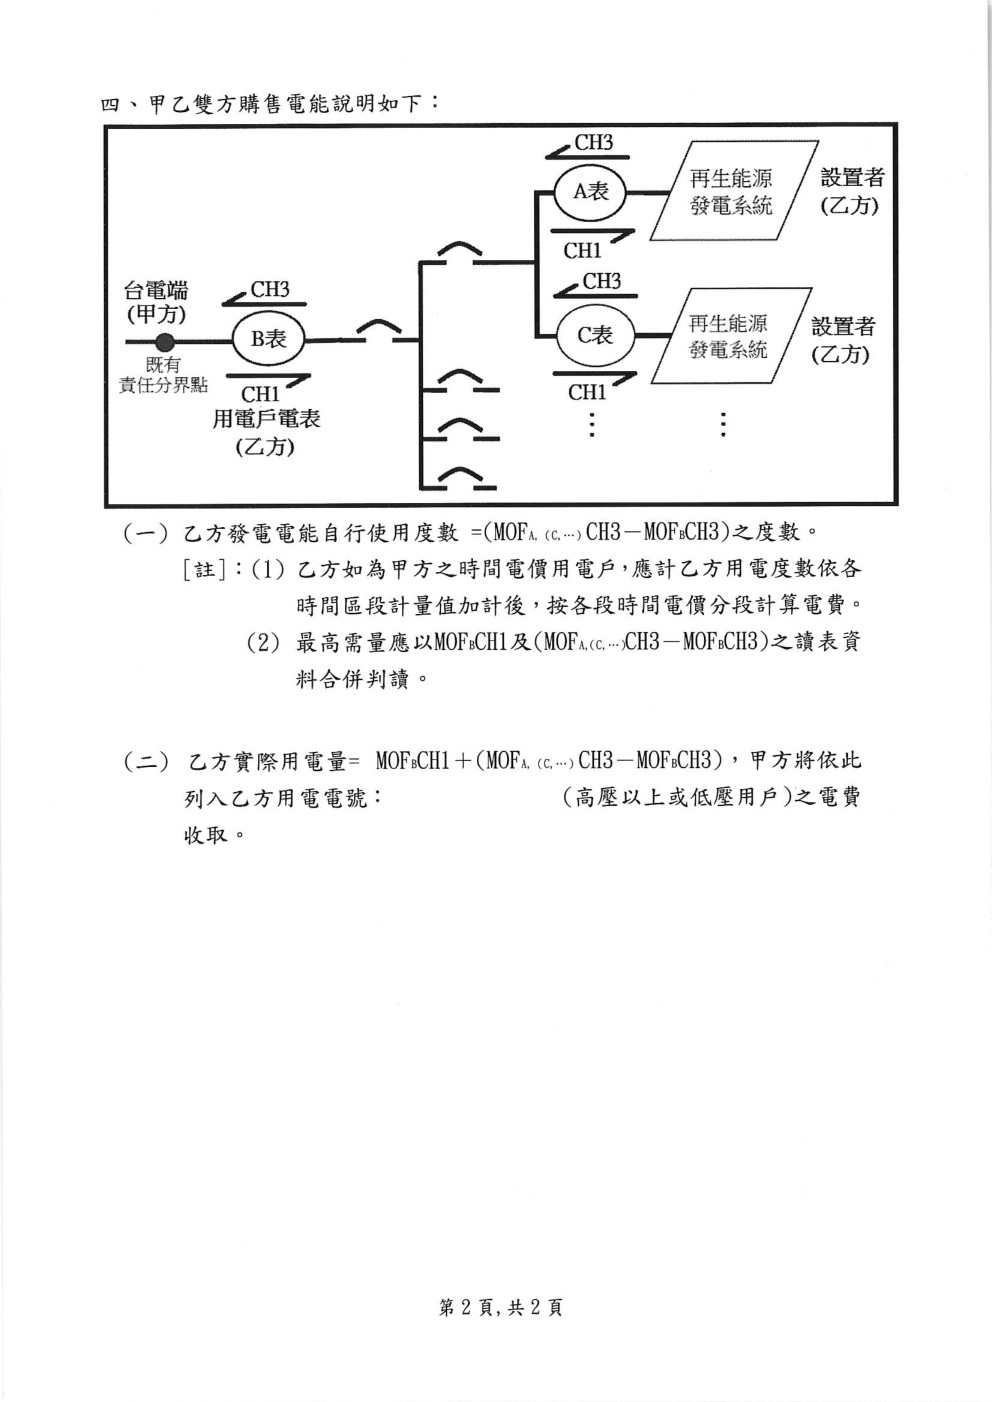 四、甲乙雙方購售電能說明如下：
CH3
A表
CH1
再生能源
發電系統
設置者
(乙方)
台電端
(甲方)
既有
責任分界點
CH3
B表
CH1
用電戶電表
(乙方)
CH3
C表
CH1
再生能源
發電系統
設置者
(乙方)
⋮ ⋮
(一) 乙方發電電能自行使用度數 =(MOFA, (C,…) CH3－MOFBCH3)之度數。
[註]：(1) 乙方如為甲方之時間電價用電戶，應計乙方用電度數依各
時間區段計量值加計後，按各段時間電價分段計算電費。
(2) 最高需量應以MOFBCH1及(MOFA,(C,…)CH3－MOFBCH3)之讀表資
料合併判讀。
(二) 乙方實際用電量= MOFBCH1＋(MOFA, (C,…) CH3－MOFBCH3)，甲方將依此
列入乙方用電電號： (高壓以上或低壓用戶)之電費
收取。
第 2 頁, 共 2 頁